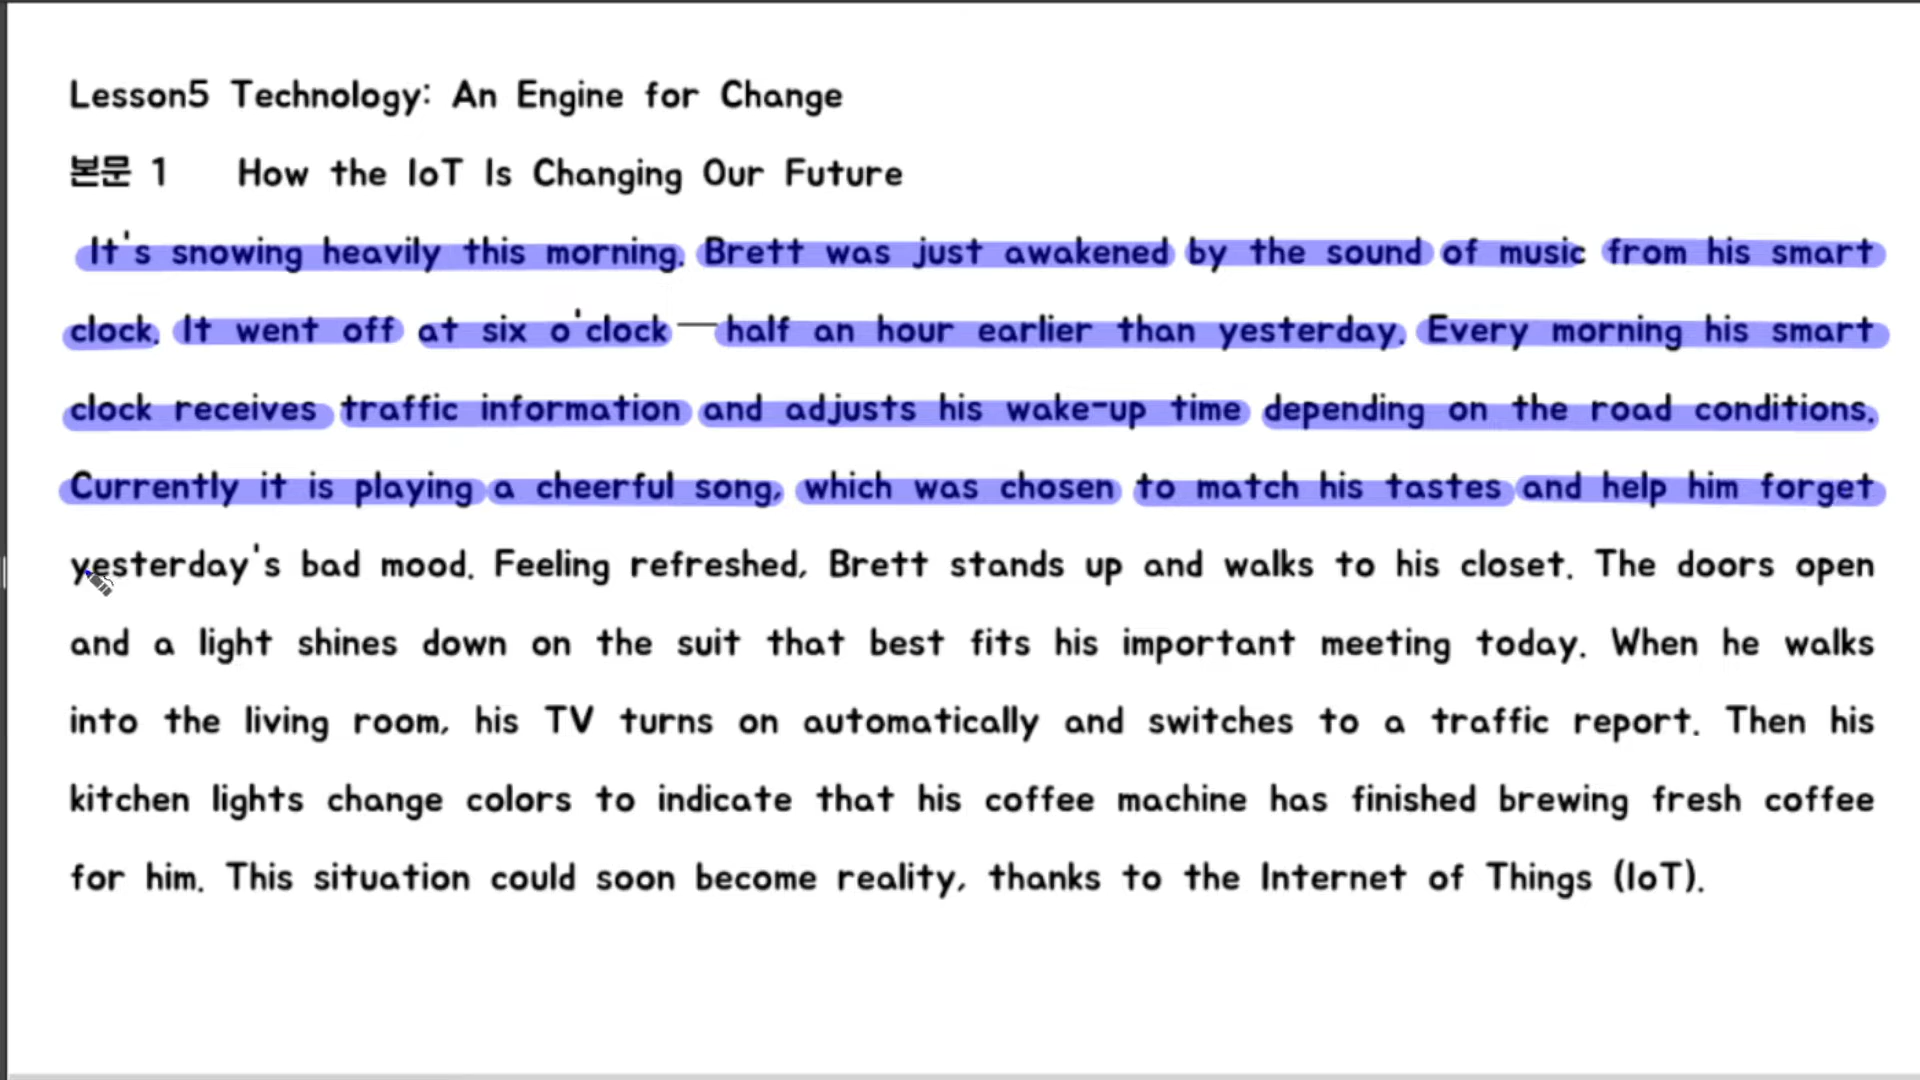 Lesson5 Technology: An Engine for Change
본문 1 How the IoT Is Changing Our Future
It's snowing heavily this morning. Brett was just awakened by the sound of music from his smart
clock. It went off at six o'clock—half an hour earlier than yesterday. Every morning his smart
clock receives traffic information and adjusts his wake-up time depending on the road conditions.
Currently it is playing a cheerful song, which was chosen to match his tastes and help him forget
yesterday's bad mood. Feeling refreshed, Brett stands up and walks to his closet. The doors open
and a light shines down on the suit that best fits his important meeting today. When he walks
into the living room, his TV turns on automatically and switches to a traffic report. Then his
kitchen lights change colors to indicate that his coffee machine has finished brewing fresh coffee
for him. This situation could soon become reality, thanks to the Internet of Things (IoT).